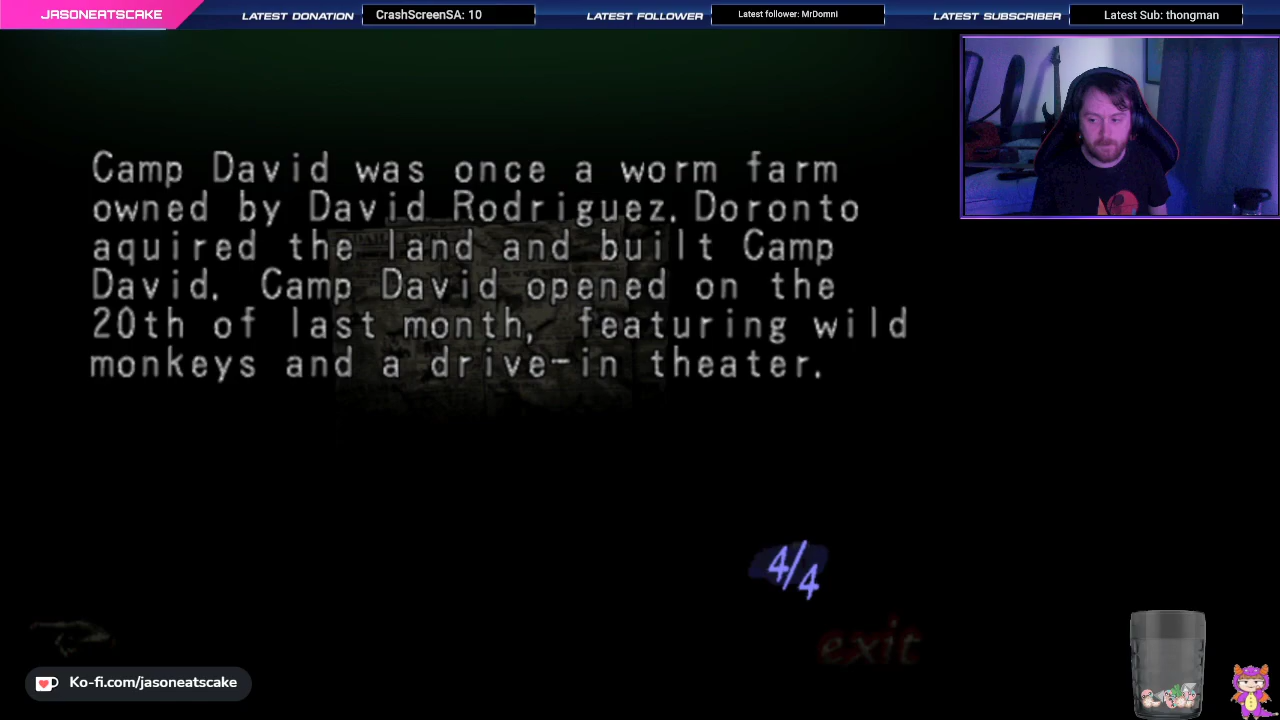 JASONEATSCAKE
LATEST DONATION
CrashScreenSA: 10
LATEST FOLLOWER
Latest follower: MrDomni
LATEST SUBSCRIBER
Latest Sub: thongman
Camp David was once a worm farm
owned by David Rodriguez. Doronto
aquired the land and built Camp
David. Camp David opened on the
20th of last month, featuring wild
monkeys and a drive-in theater.
4/4
exit
Ko-fi.com/jasoneatscake